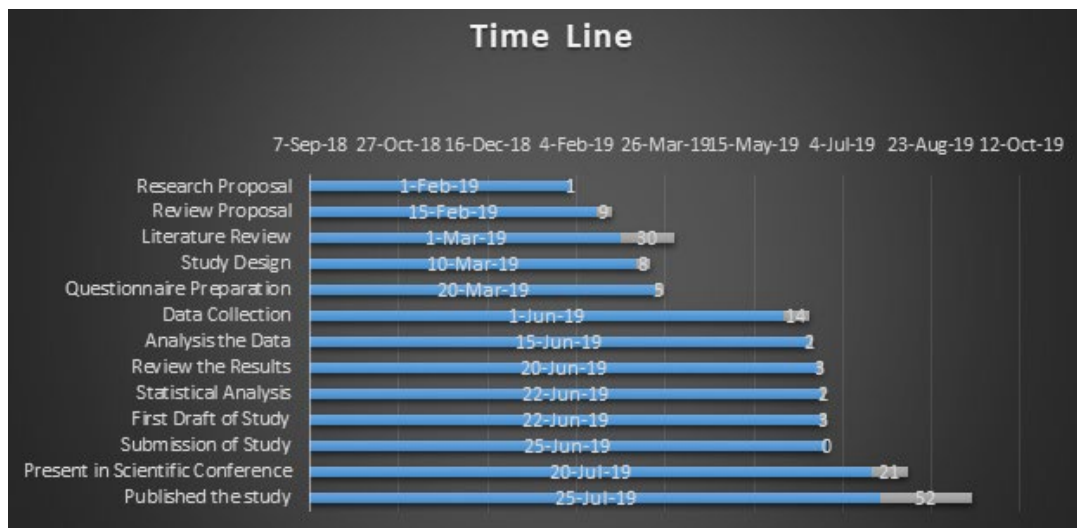 Time Line
7-Sep-18 27-Oct-18 16-Dec-18 4-Feb-19 26-Mar-19 15-May-19 4-Jul-19 23-Aug-19 12-Oct-19
Research Proposal 1-Feb-19 1
Review Proposal 15-Feb-19 9
Literature Review 1-Mar-19 30
Study Design 10-Mar-19 8
Questionnaire Preparation 20-Mar-19 5
Data Collection 1-Jun-19 14
Analysis the Data 15-Jun-19 2
Review the Results 20-Jun-19 3
Statistical Analysis 22-Jun-19 2
First Draft of Study 22-Jun-19 3
Submission of Study 25-Jun-19 0
Present in Scientific Conference 20-Jul-19 21
Published the study 25-Jul-19 52